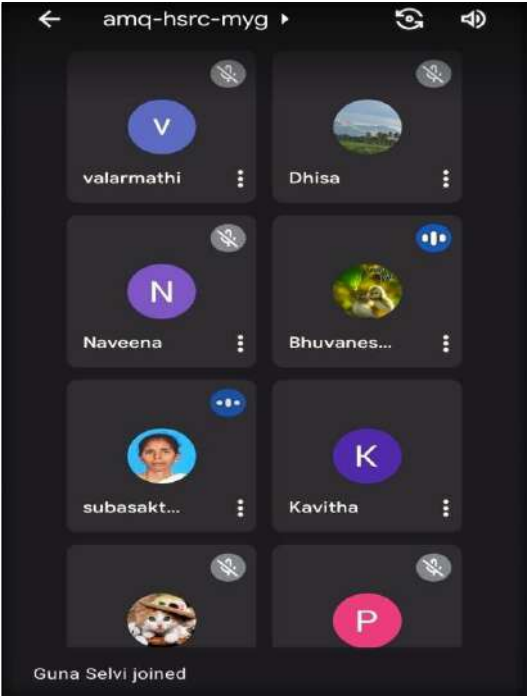 amq-hsrc-myg
V
valarmathi
Dhisa
N
Naveena
Bhuvanes...
subasakt...
K
Kavitha
P
Guna Selvi joined